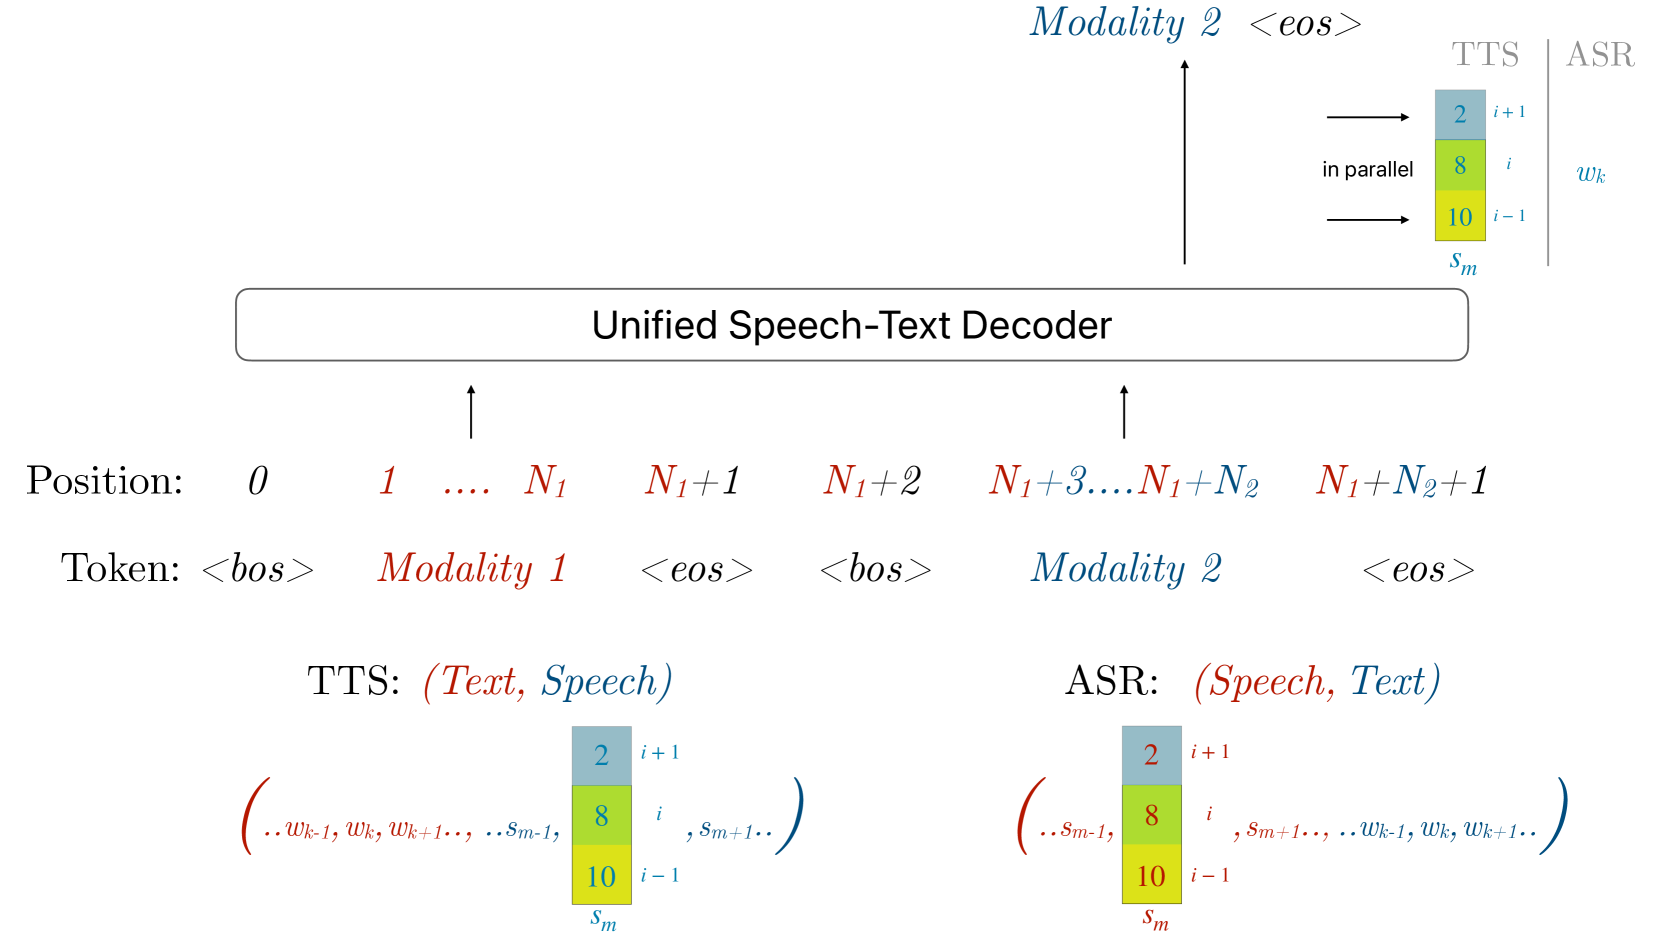 Modality 2 <eos>
TTS | ASR
2 i + 1
in parallel 8 i w_k
10 i − 1
s_m
Unified Speech-Text Decoder
Position: 0 1 .... N_1 N_1+1 N_1+2 N_1+3....N_1+N_2 N_1+N_2+1
Token: <bos> Modality 1 <eos> <bos> Modality 2 <eos>
TTS: (Text, Speech)
2 i + 1
(..w_{k-1}, w_k, w_{k+1}.., ..s_{m-1}, 8 i , s_{m+1}..)
10 i − 1
s_m
ASR: (Speech, Text)
2 i + 1
(..s_{m-1}, 8 i , s_{m+1}.., ..w_{k-1}, w_k, w_{k+1}..)
10 i − 1
s_m